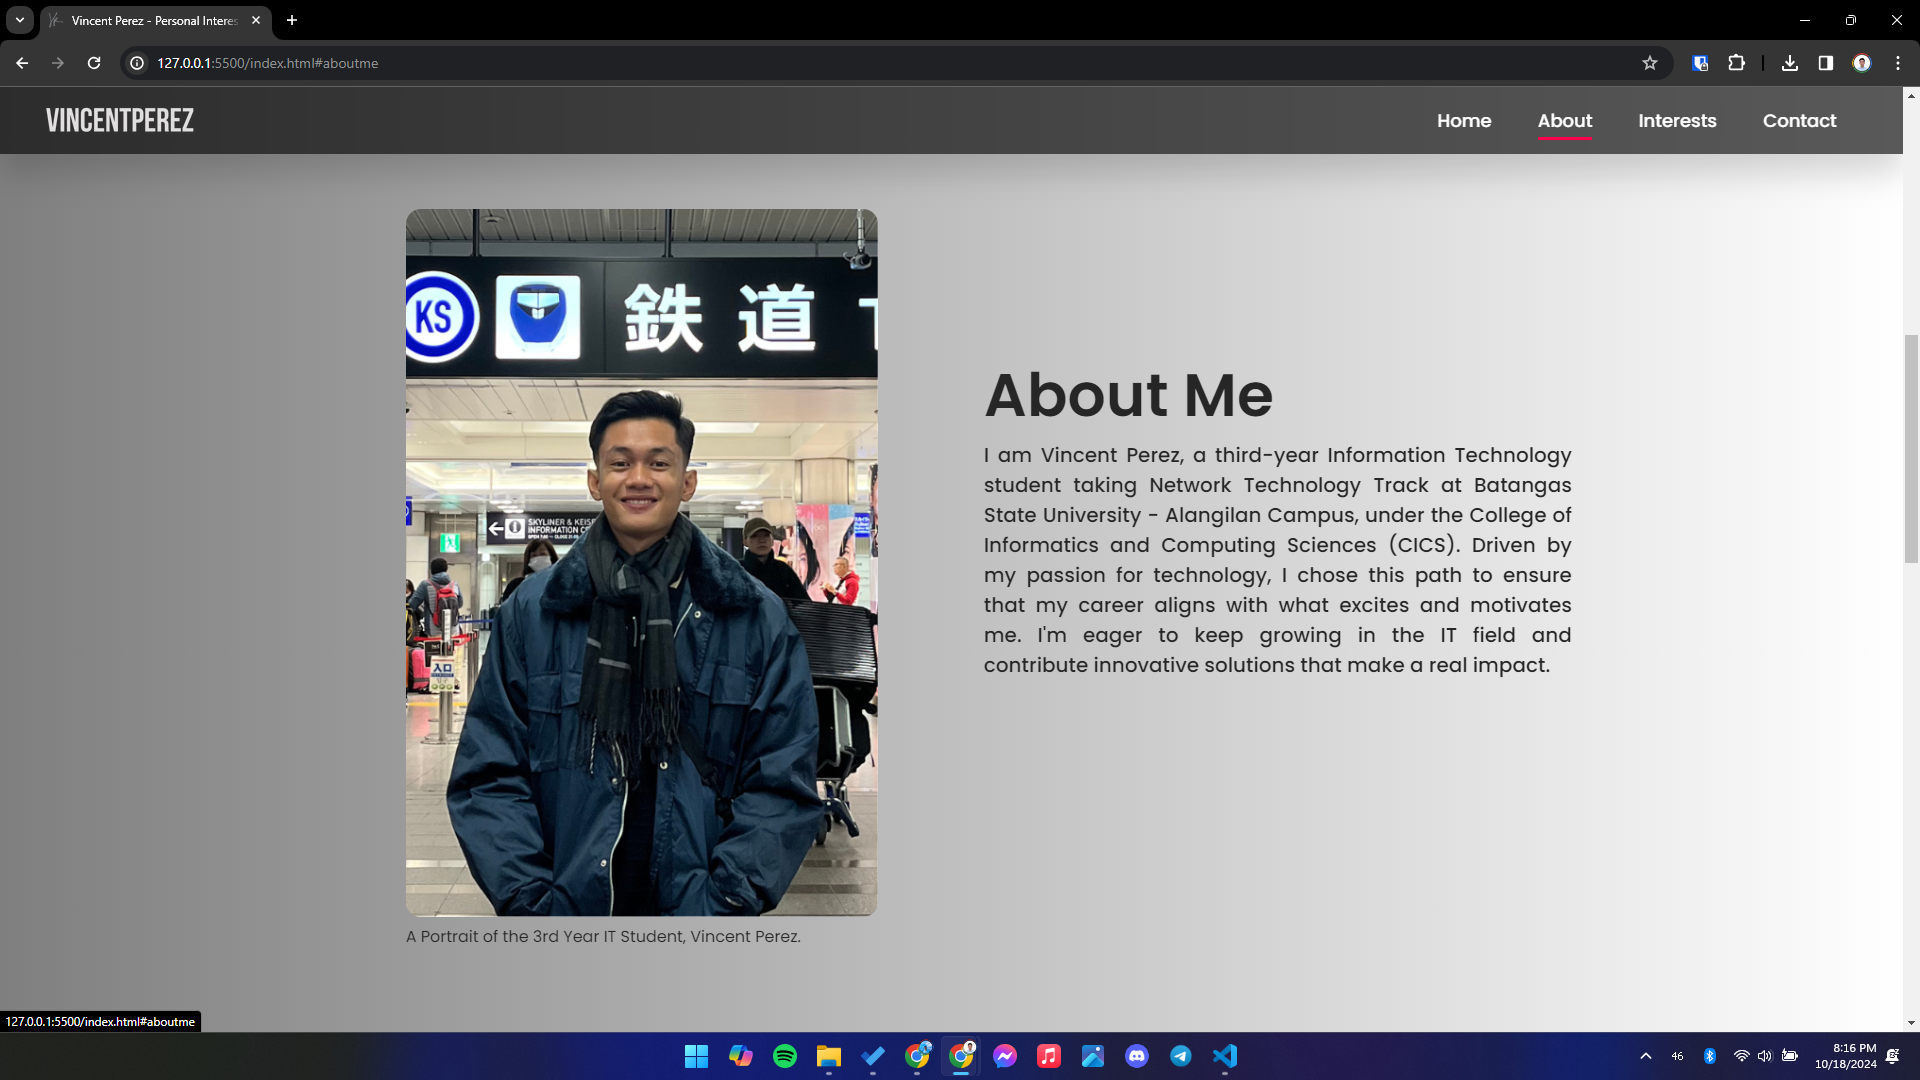 Vincent Perez - Personal Interes
127.0.0.1:5500/index.html#aboutme
VINCENTPEREZ
Home
About
Interests
Contact
KS
鉄道
SKYLINER & KEISE
INFORMATION
入口
About Me
I am Vincent Perez, a third-year Information Technology
student taking Network Technology Track at Batangas
State University - Alangilan Campus, under the College of
Informatics and Computing Sciences (CICS). Driven by
my passion for technology, I chose this path to ensure
that my career aligns with what excites and motivates
me. I'm eager to keep growing in the IT field and
contribute innovative solutions that make a real impact.
A Portrait of the 3rd Year IT Student, Vincent Perez.
127.0.0.1:5500/index.html#aboutme
46
8:16 PM
10/18/2024